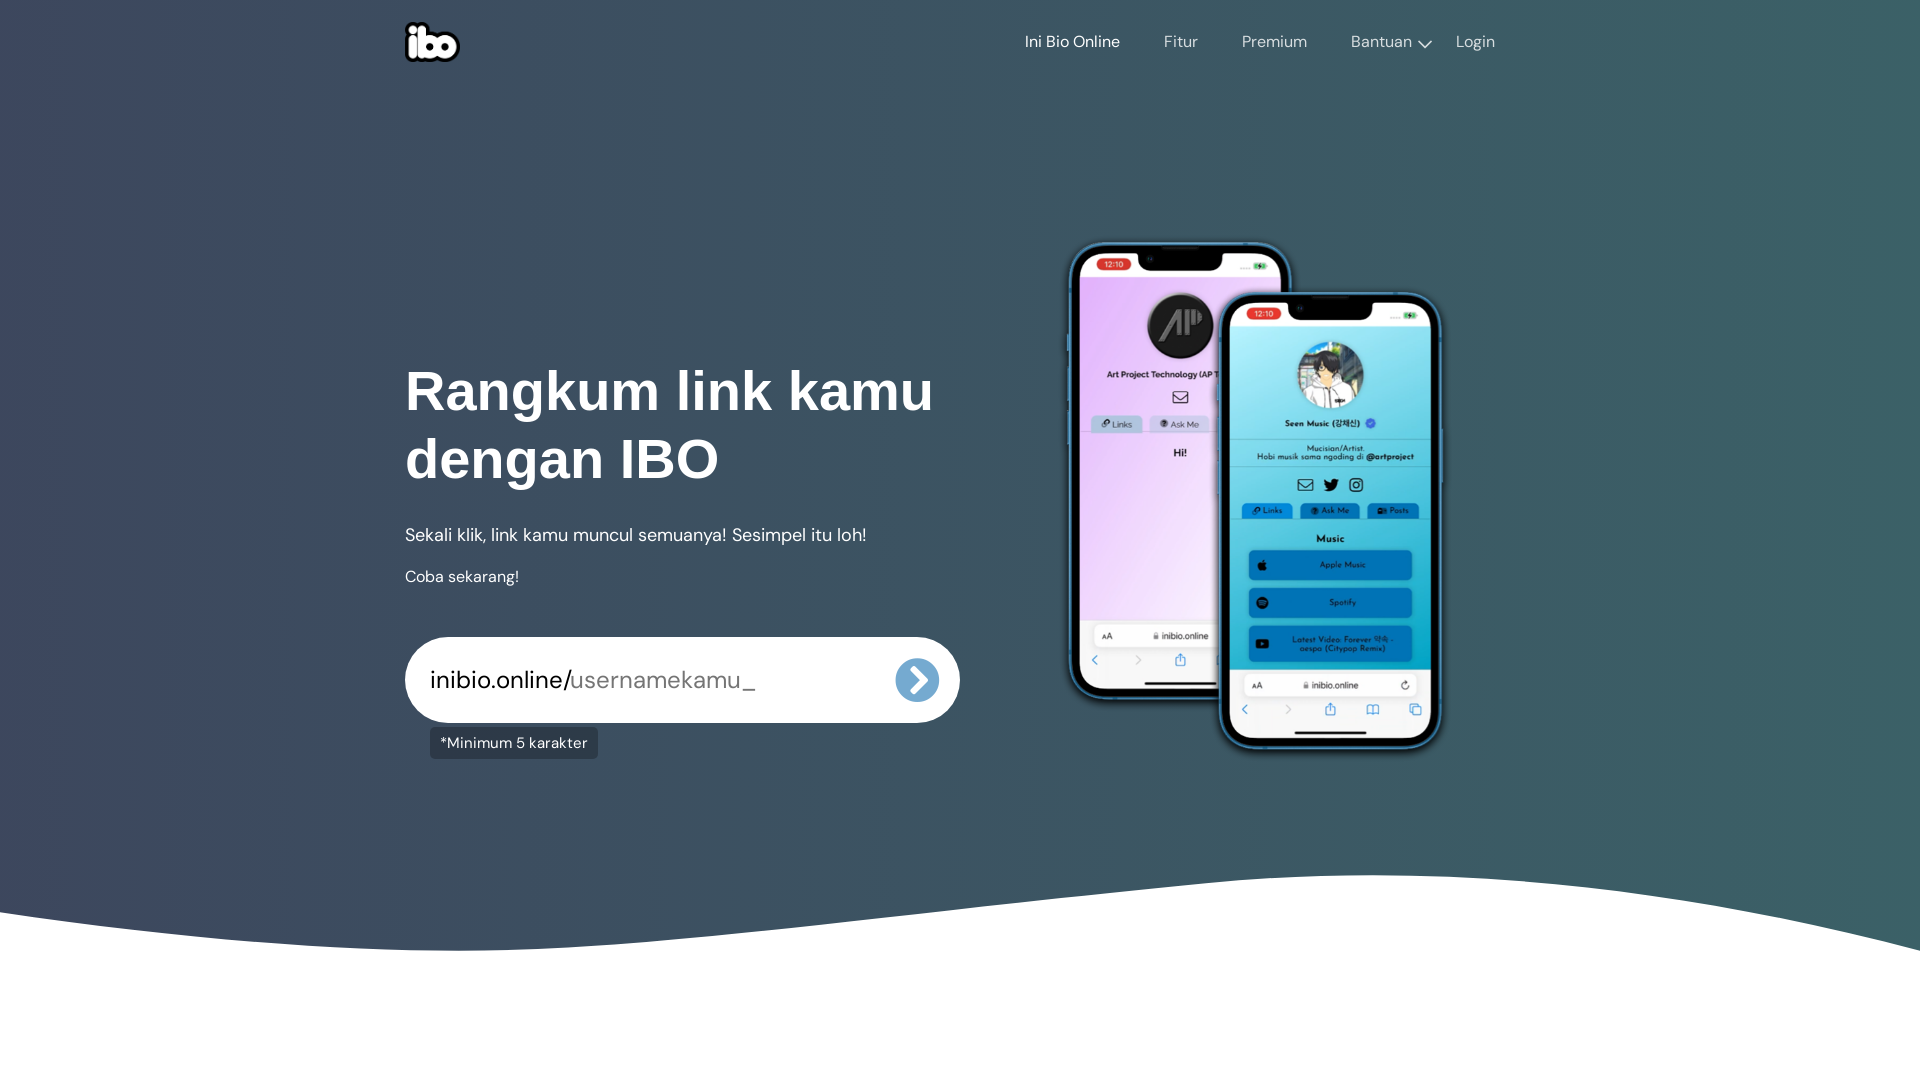 ibo
Ini Bio Online
Fitur
Premium
Bantuan
Login
Rangkum link kamu
dengan IBO
Sekali klik, link kamu muncul semuanya! Sesimpel itu loh!
Coba sekarang!
inibio.online/usernamekamu_
*Minimum 5 karakter
12:10
AP
Art Project Technology (AP T
Links
Ask Me
Hi!
AA
inibio.online
12:10
Seen Music (강채신)
Mucisian/Artist.
Hobi musik sama ngoding di @artproject
Links
Ask Me
Posts
Music
Apple Music
Spotify
Latest Video: Forever 약속 -
aespa (Citypop Remix)
AA
inibio.online